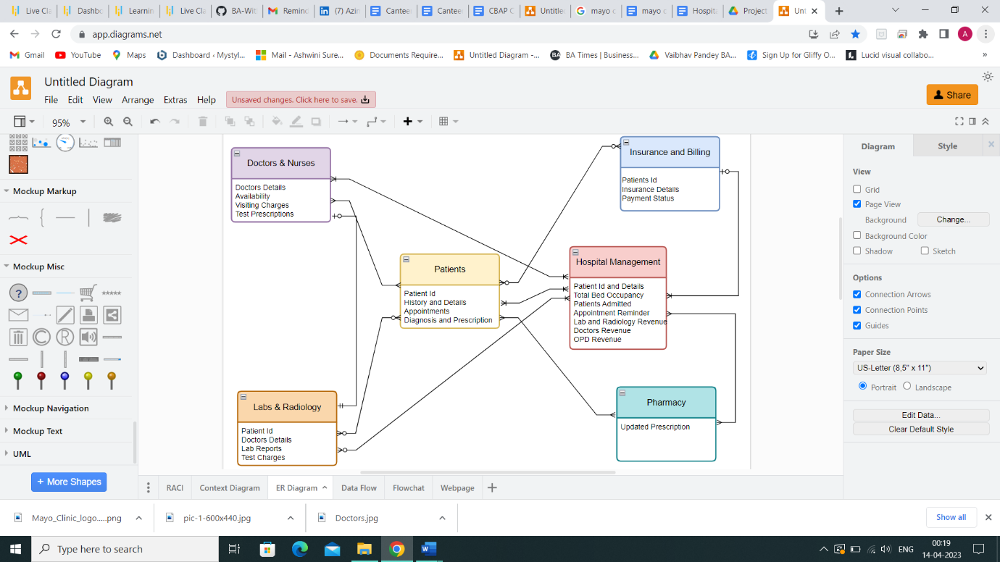 Live Cla
Dashbo
Learnin
Live Cla
BA-Wit
Remind
(7) Azin
Canteen
Canteen
CBAP C
Untitled
mayo c
mayo c
Hospita
Project
Unt
app.diagrams.net
A
Gmail
YouTube
Maps
Dashboard ‹ Mystyl...
Mail - Ashwini Sure...
Documents Require...
Untitled Diagram -...
BA Times | Business...
Vaibhav Pandey BA...
Sign Up for Gliffy O...
Lucid visual collabo...
»
Untitled Diagram
File Edit View Arrange Extras Help
Unsaved changes. Click here to save.
Share
95%
Mockup Markup
Mockup Misc
Mockup Navigation
Mockup Text
UML
+ More Shapes
Doctors & Nurses
Doctors Details
Availability
Visiting Charges
Test Prescriptions
Insurance and Billing
Patients Id
Insurance Details
Payment Status
Patients
Patient Id
History and Details
Appointments
Diagnosis and Prescription
Hospital Management
Patient Id and Details
Total Bed Occupancy
Patients Admitted
Appointment Reminder
Lab and Radiology Revenue
Doctors Revenue
OPD Revenue
Labs & Radiology
Patient Id
Doctors Details
Lab Reports
Test Charges
Pharmacy
Updated Prescription
Diagram
Style
View
Grid
Page View
Background
Change...
Background Color
Shadow
Sketch
Options
Connection Arrows
Connection Points
Guides
Paper Size
US-Letter (8,5" x 11")
Portrait
Landscape
Edit Data...
Clear Default Style
RACI
Context Diagram
ER Diagram
Data Flow
Flowchat
Webpage
Mayo_Clinic_logo.....png
pic-1-600x440.jpg
Doctors.jpg
Show all
Type here to search
ENG
00:19
14-04-2023